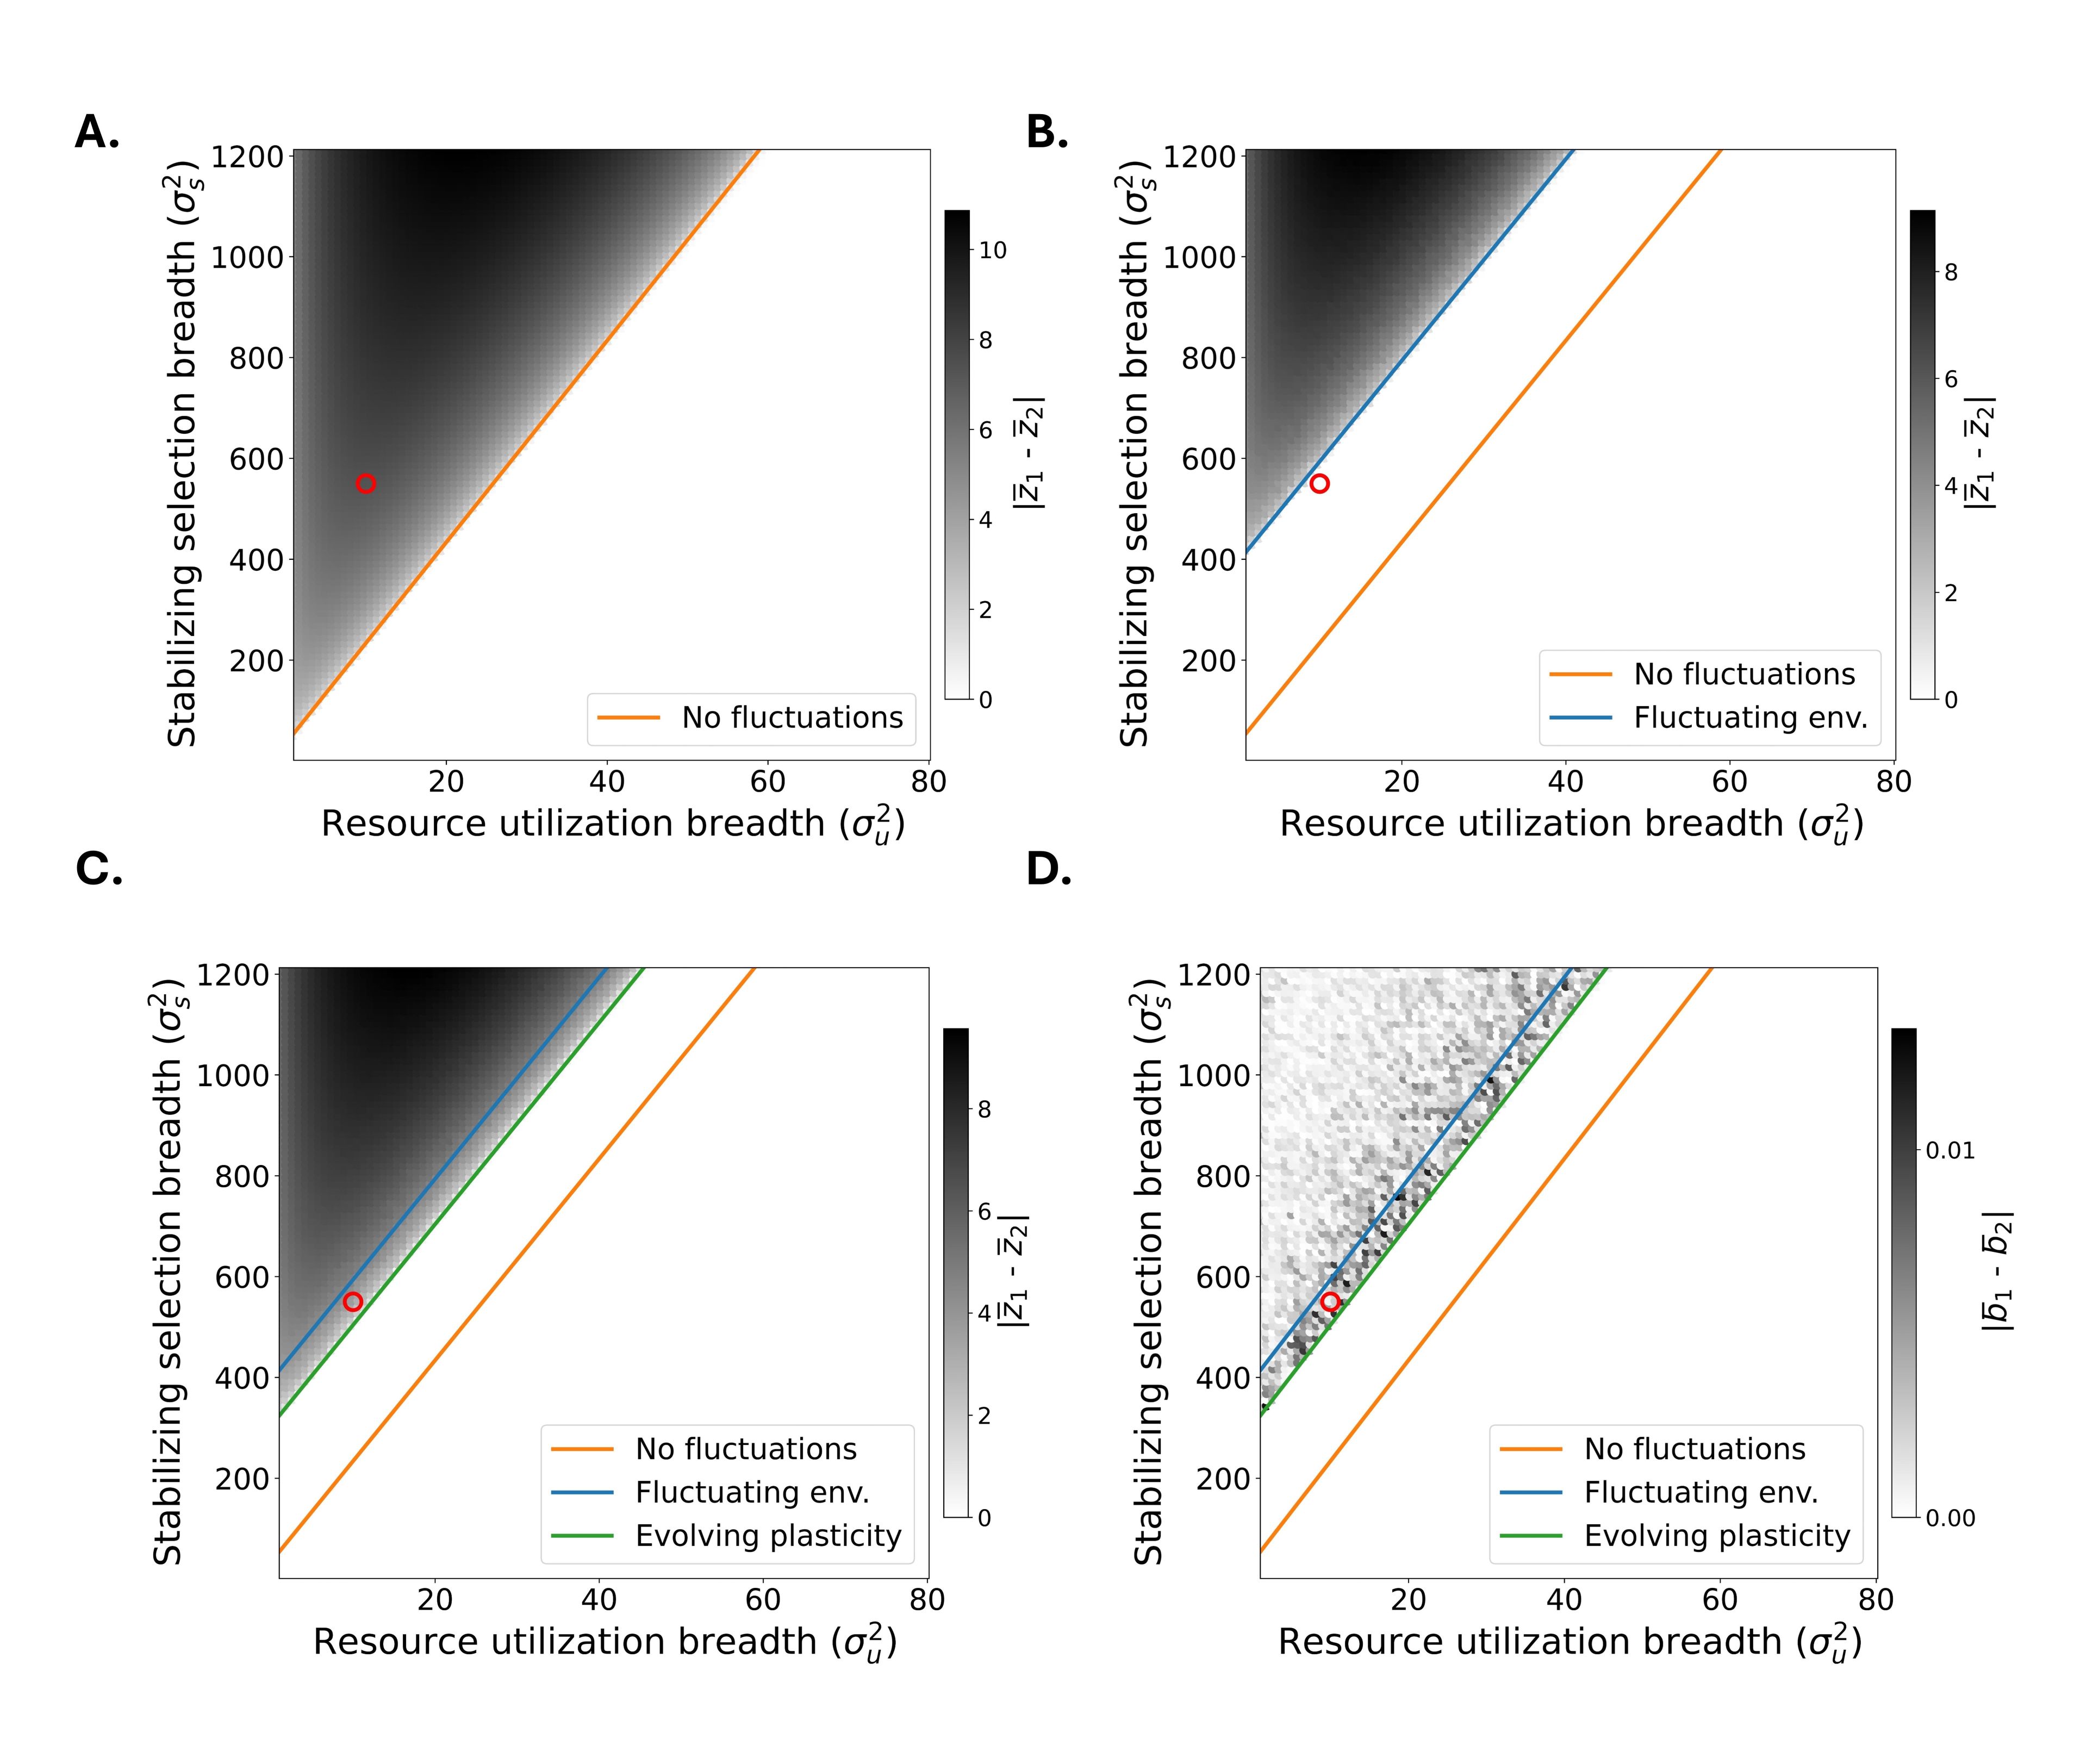 A.
1200
1000
800
600
400
200
Stabilizing selection breadth (σ²ₛ)
20 40 60 80
Resource utilization breadth (σ²ᵤ)
No fluctuations
10
8
6
4
2
0
|z̅₁ - z̅₂|
B.
1200
1000
800
600
400
200
Stabilizing selection breadth (σ²ₛ)
20 40 60 80
Resource utilization breadth (σ²ᵤ)
No fluctuations
Fluctuating env.
8
6
4
2
0
|z̅₁ - z̅₂|
C.
1200
1000
800
600
400
200
Stabilizing selection breadth (σ²ₛ)
20 40 60 80
Resource utilization breadth (σ²ᵤ)
No fluctuations
Fluctuating env.
Evolving plasticity
8
6
4
2
0
|z̅₁ - z̅₂|
D.
1200
1000
800
600
400
200
Stabilizing selection breadth (σ²ₛ)
20 40 60 80
Resource utilization breadth (σ²ᵤ)
No fluctuations
Fluctuating env.
Evolving plasticity
0.01
0.00
|b̅₁ - b̅₂|